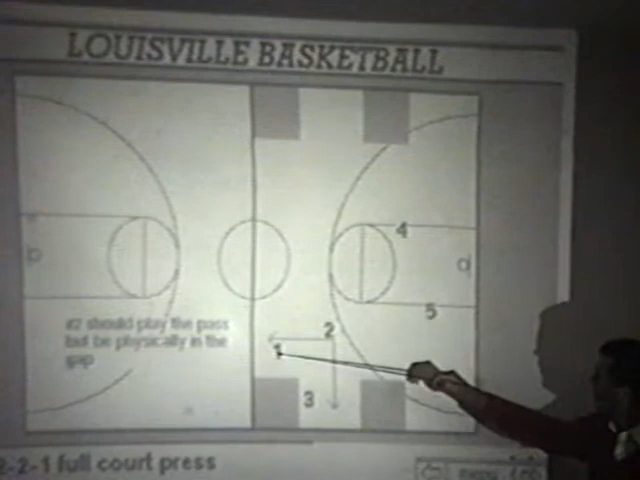 LOUISVILLE BASKETBALL
4
5
2
1
3
#2 should play the pass
but be physically in the
gap
2-2-1 full court press
menu